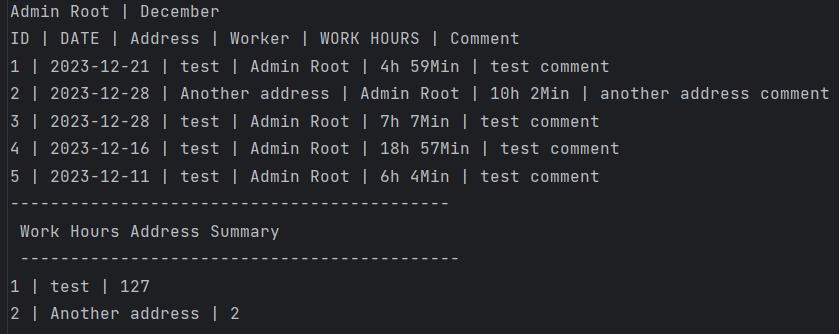 Admin Root | December
ID | DATE | Address | Worker | WORK HOURS | Comment
1 | 2023-12-21 | test | Admin Root | 4h 59Min | test comment
2 | 2023-12-28 | Another address | Admin Root | 10h 2Min | another address comment
3 | 2023-12-28 | test | Admin Root | 7h 7Min | test comment
4 | 2023-12-16 | test | Admin Root | 18h 57Min | test comment
5 | 2023-12-11 | test | Admin Root | 6h 4Min | test comment
--------------------------------------------
Work Hours Address Summary
--------------------------------------------
1 | test | 127
2 | Another address | 2